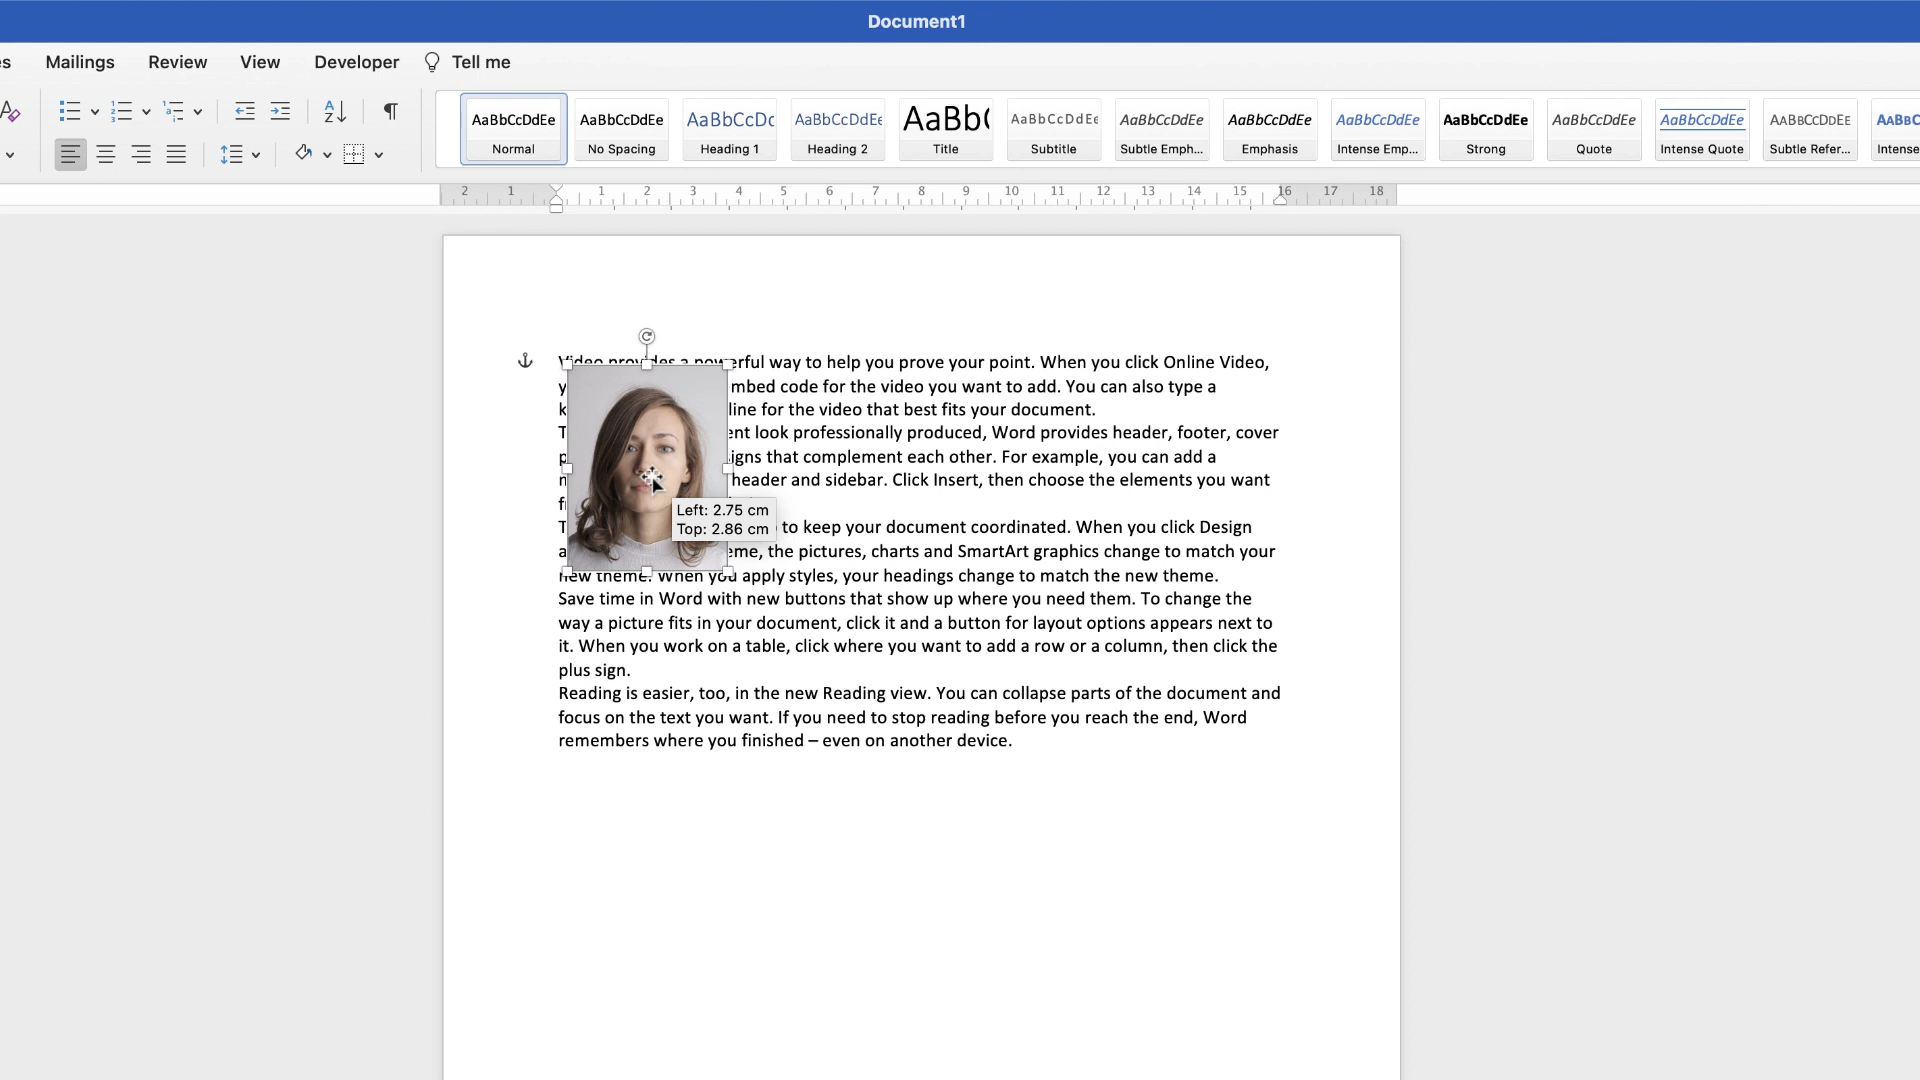 Document1
Mailings Review View Developer Tell me
AaBbCcDdEe AaBbCcDdEe AaBbCcDc AaBbCcDdEe AaBb( AaBbCcDdEe AaBbCcDdEe AaBbCcDdEe AaBbCcDdEe AaBbCcDdEe AaBbCcDdEe AaBbCcDdEe AaBbCcDdEe AaBbC
Normal No Spacing Heading 1 Heading 2 Title Subtitle Subtle Emph... Emphasis Intense Emp... Strong Quote Intense Quote Subtle Refer... Intense
2 1 1 2 3 4 5 6 7 8 9 10 11 12 13 14 15 16 17 18
Video provides a powerful way to help you prove your point. When you click Online Video,
y mbed code for the video you want to add. You can also type a
k line for the video that best fits your document.
T ent look professionally produced, Word provides header, footer, cover
p igns that complement each other. For example, you can add a
header and sidebar. Click Insert, then choose the elements you want
Left: 2.75 cm
Top: 2.86 cm
T to keep your document coordinated. When you click Design
a eme, the pictures, charts and SmartArt graphics change to match your
new theme. When you apply styles, your headings change to match the new theme.
Save time in Word with new buttons that show up where you need them. To change the
way a picture fits in your document, click it and a button for layout options appears next to
it. When you work on a table, click where you want to add a row or a column, then click the
plus sign.
Reading is easier, too, in the new Reading view. You can collapse parts of the document and
focus on the text you want. If you need to stop reading before you reach the end, Word
remembers where you finished – even on another device.